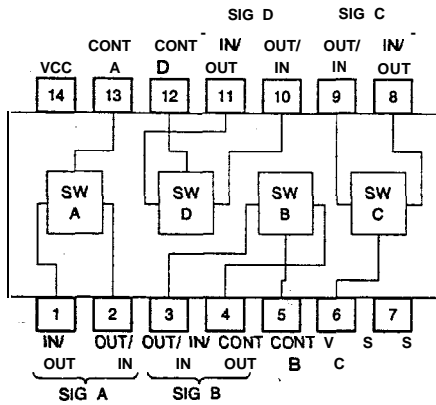 SIG D SIG C
CONT CONT IN/ OUT/ OUT/ IN/
VCC A D OUT IN IN OUT
14 13 12 11 10 9 8
SW SW SW SW
A D B C
1 2 3 4 5 6 7
IN/ OUT/ OUT/ IN/ CONT CONT V S S
OUT IN IN OUT B C
SIG A SIG B